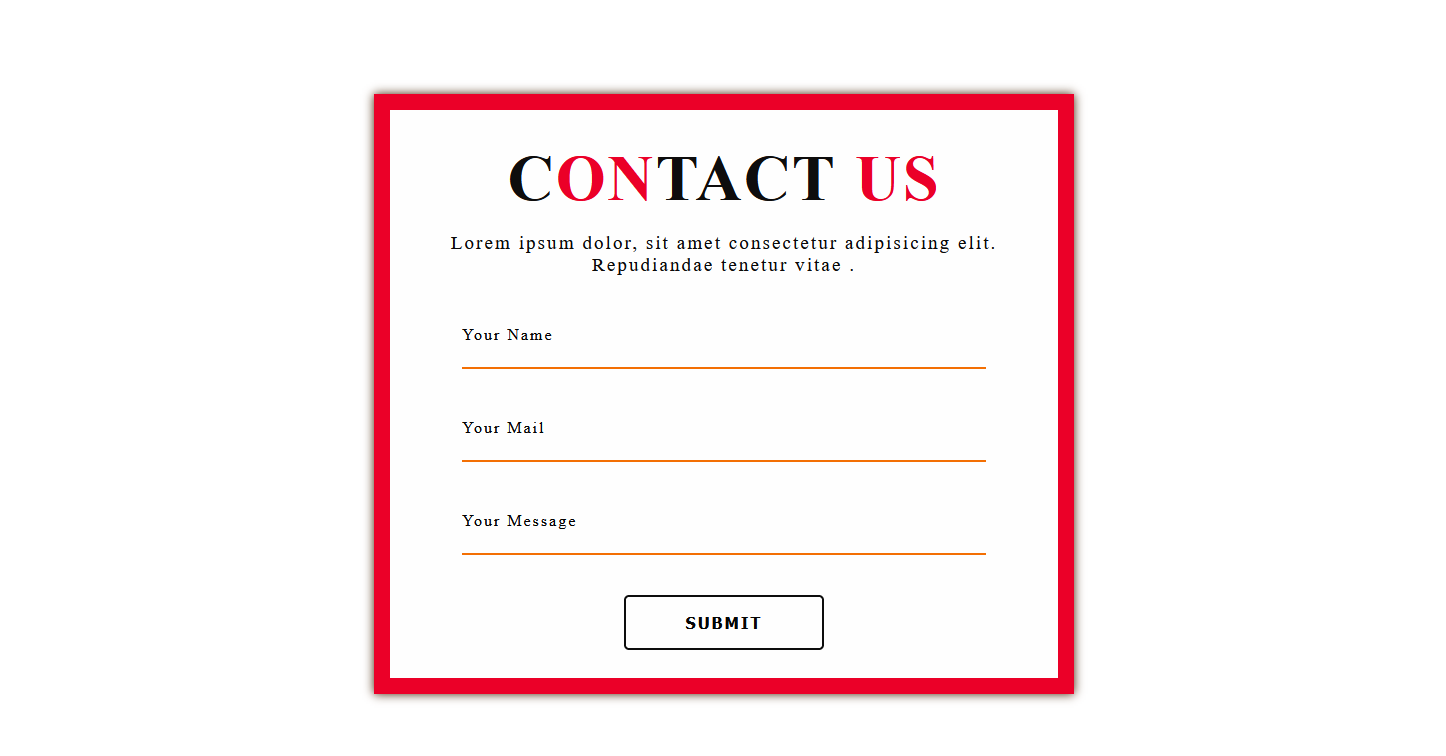 CONTACT US
Lorem ipsum dolor, sit amet consectetur adipisicing elit.
Repudiandae tenetur vitae .
Your Name
Your Mail
Your Message
SUBMIT